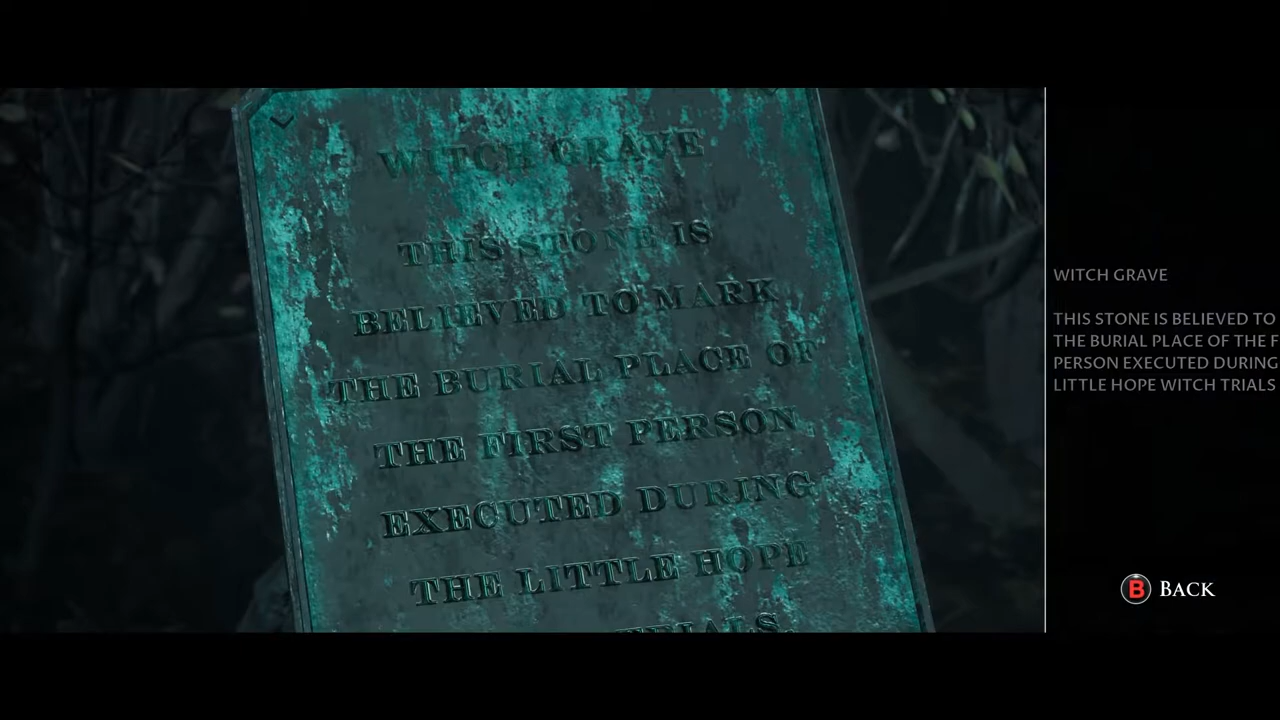 WITCH GRAVE
THIS STONE IS
BELIEVED TO MARK
THE BURIAL PLACE OF
THE FIRST PERSON
EXECUTED DURING
THE LITTLE HOPE
TRIALS.
WITCH GRAVE
THIS STONE IS BELIEVED TO
THE BURIAL PLACE OF THE F
PERSON EXECUTED DURING
LITTLE HOPE WITCH TRIALS
B BACK